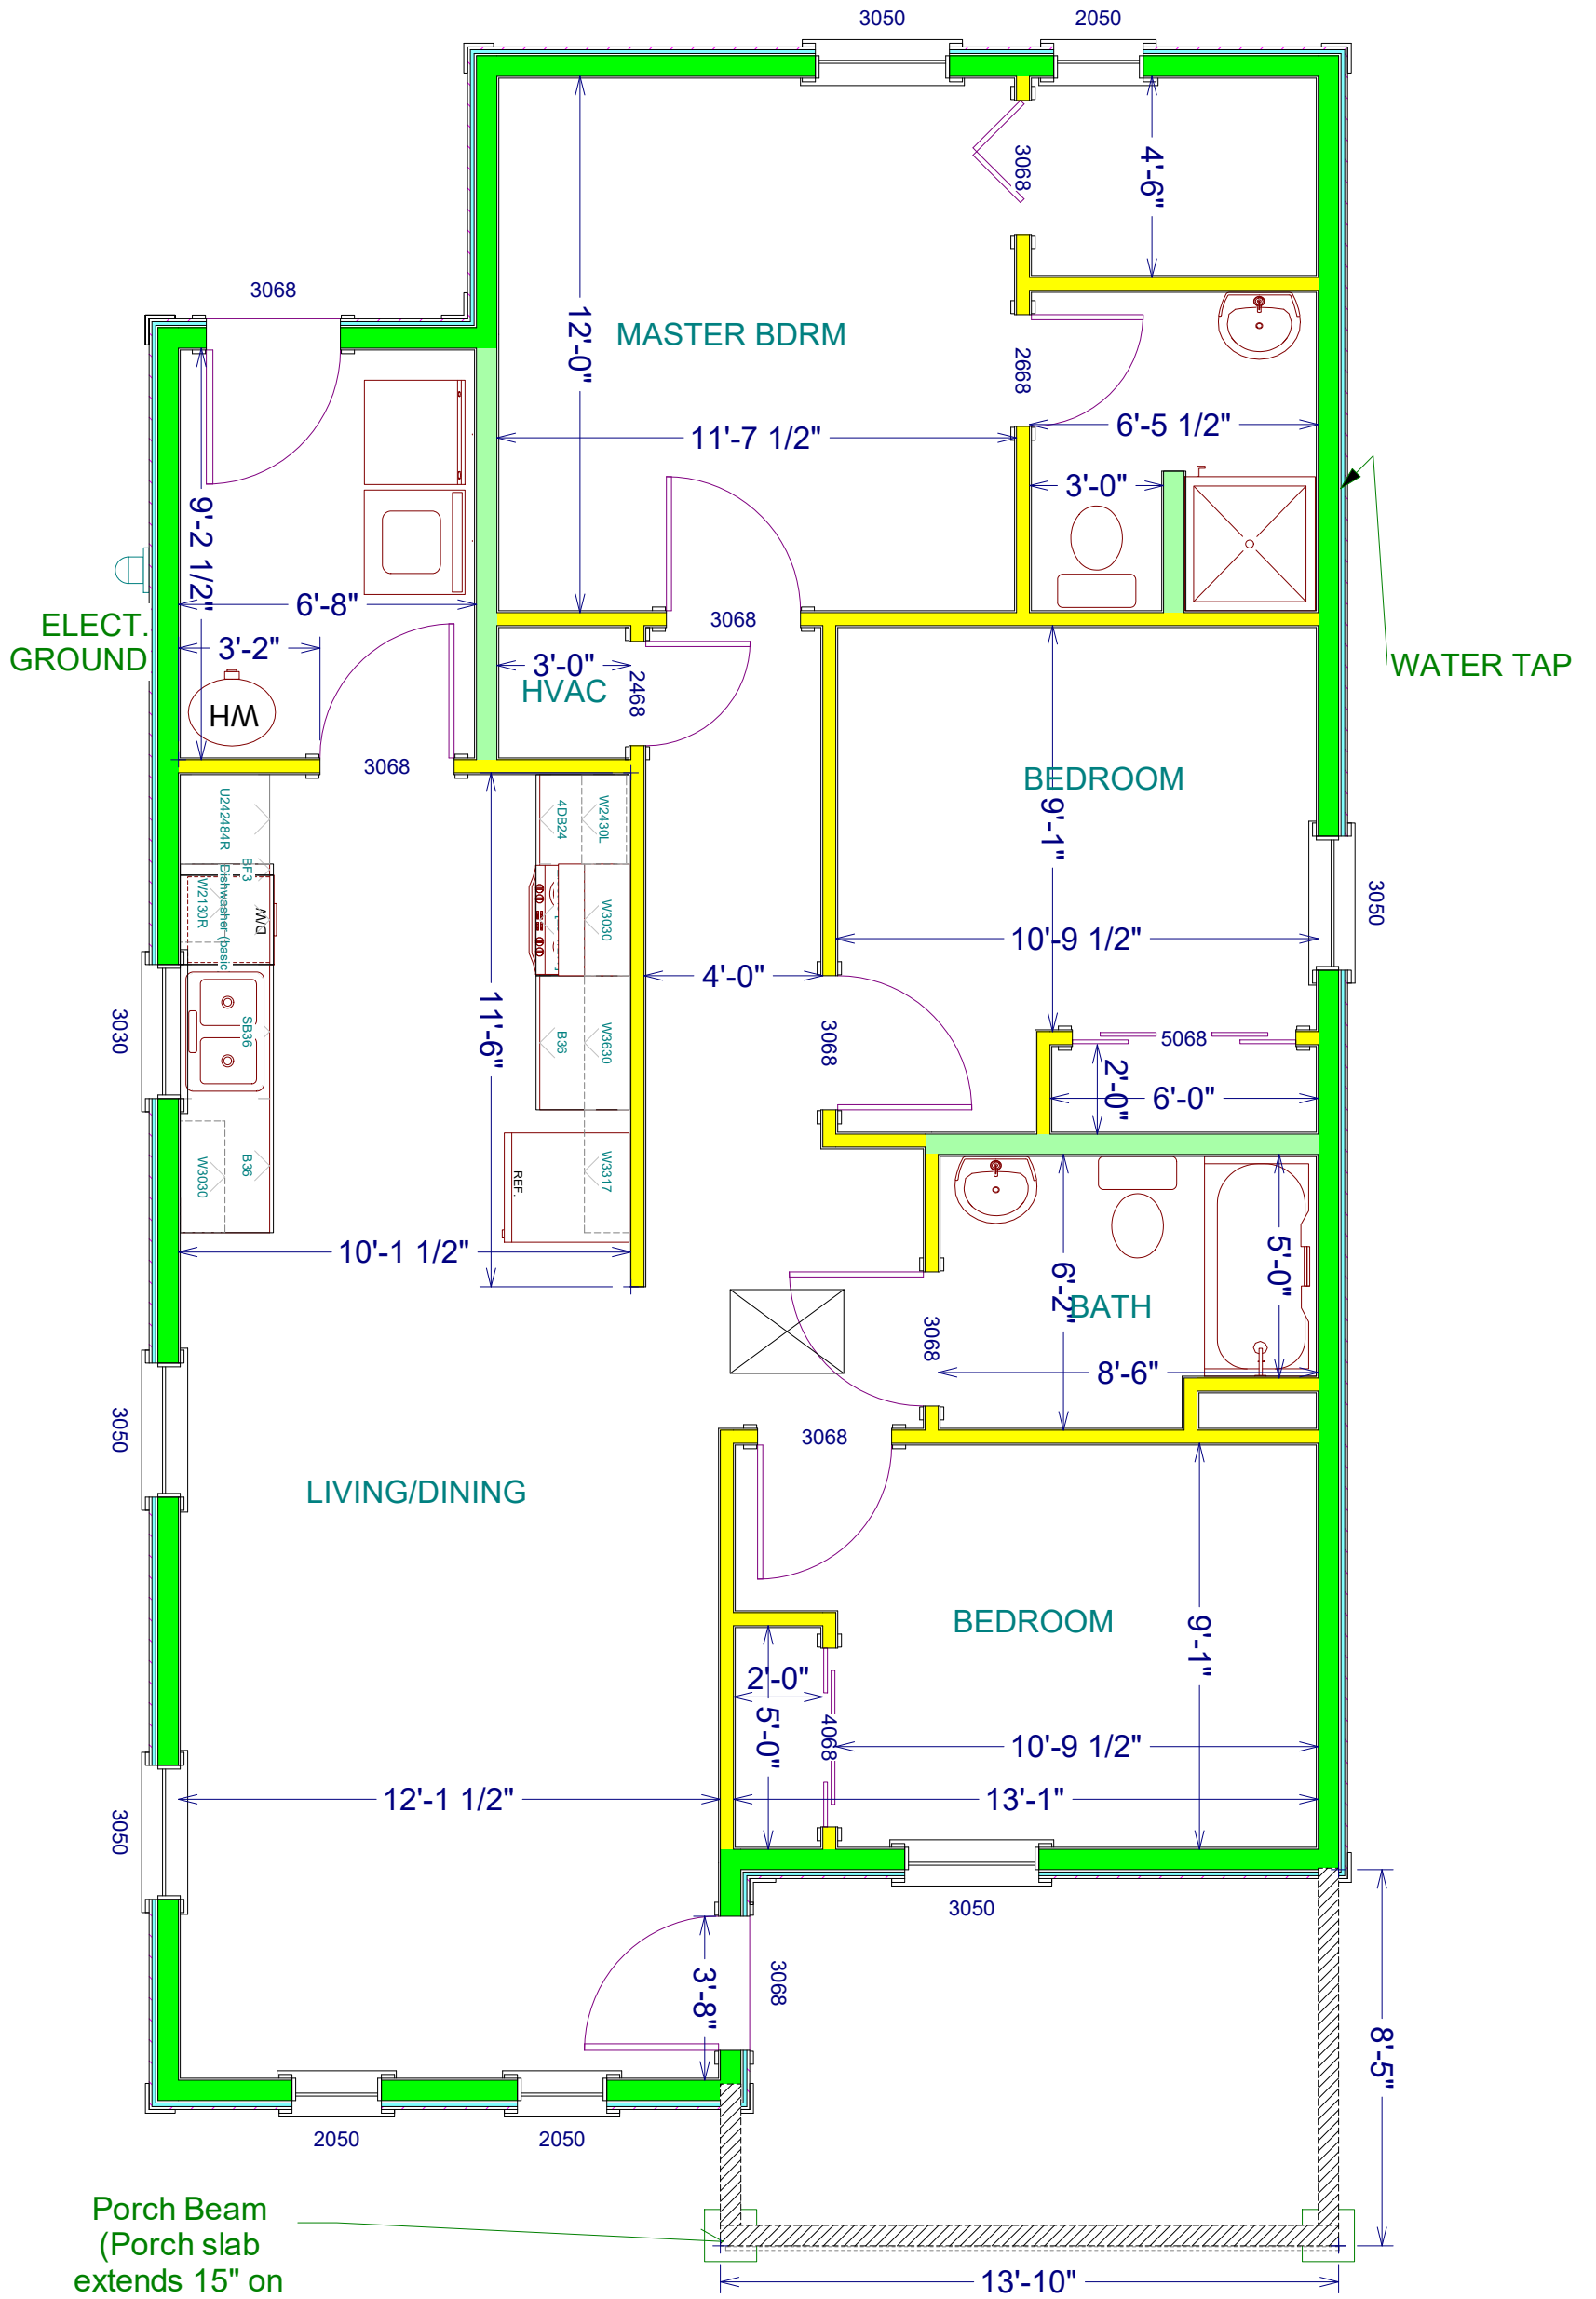 3050
2050
3068
4'-6"
3068
12'-0"
MASTER BDRM
2668
6'-5 1/2"
11'-7 1/2"
3'-0"
9'-2 1/2"
6'-8"
3068
ELECT.
GROUND
3'-2"
3'-0"
HVAC
2468
WATER TAP
WH
3068
BEDROOM
9'-1"
U242484R
4DB24
W2430L
BF3
W2130R
Dishwasher (basic
D/W
W3030
3050
10'-9 1/2"
4'-0"
11'-6"
3030
SB36
B36
W3630
3068
5068
2'-0"
6'-0"
W3030
B36
REF.
W3317
10'-1 1/2"
6'-2"
5'-0"
BATH
3068
8'-6"
3050
3068
LIVING/DINING
BEDROOM
9'-1"
2'-0"
5'-0"
4068
10'-9 1/2"
3050
12'-1 1/2"
13'-1"
3050
3'-8"
3068
8'-5"
2050
2050
Porch Beam
(Porch slab
extends 15" on
13'-10"